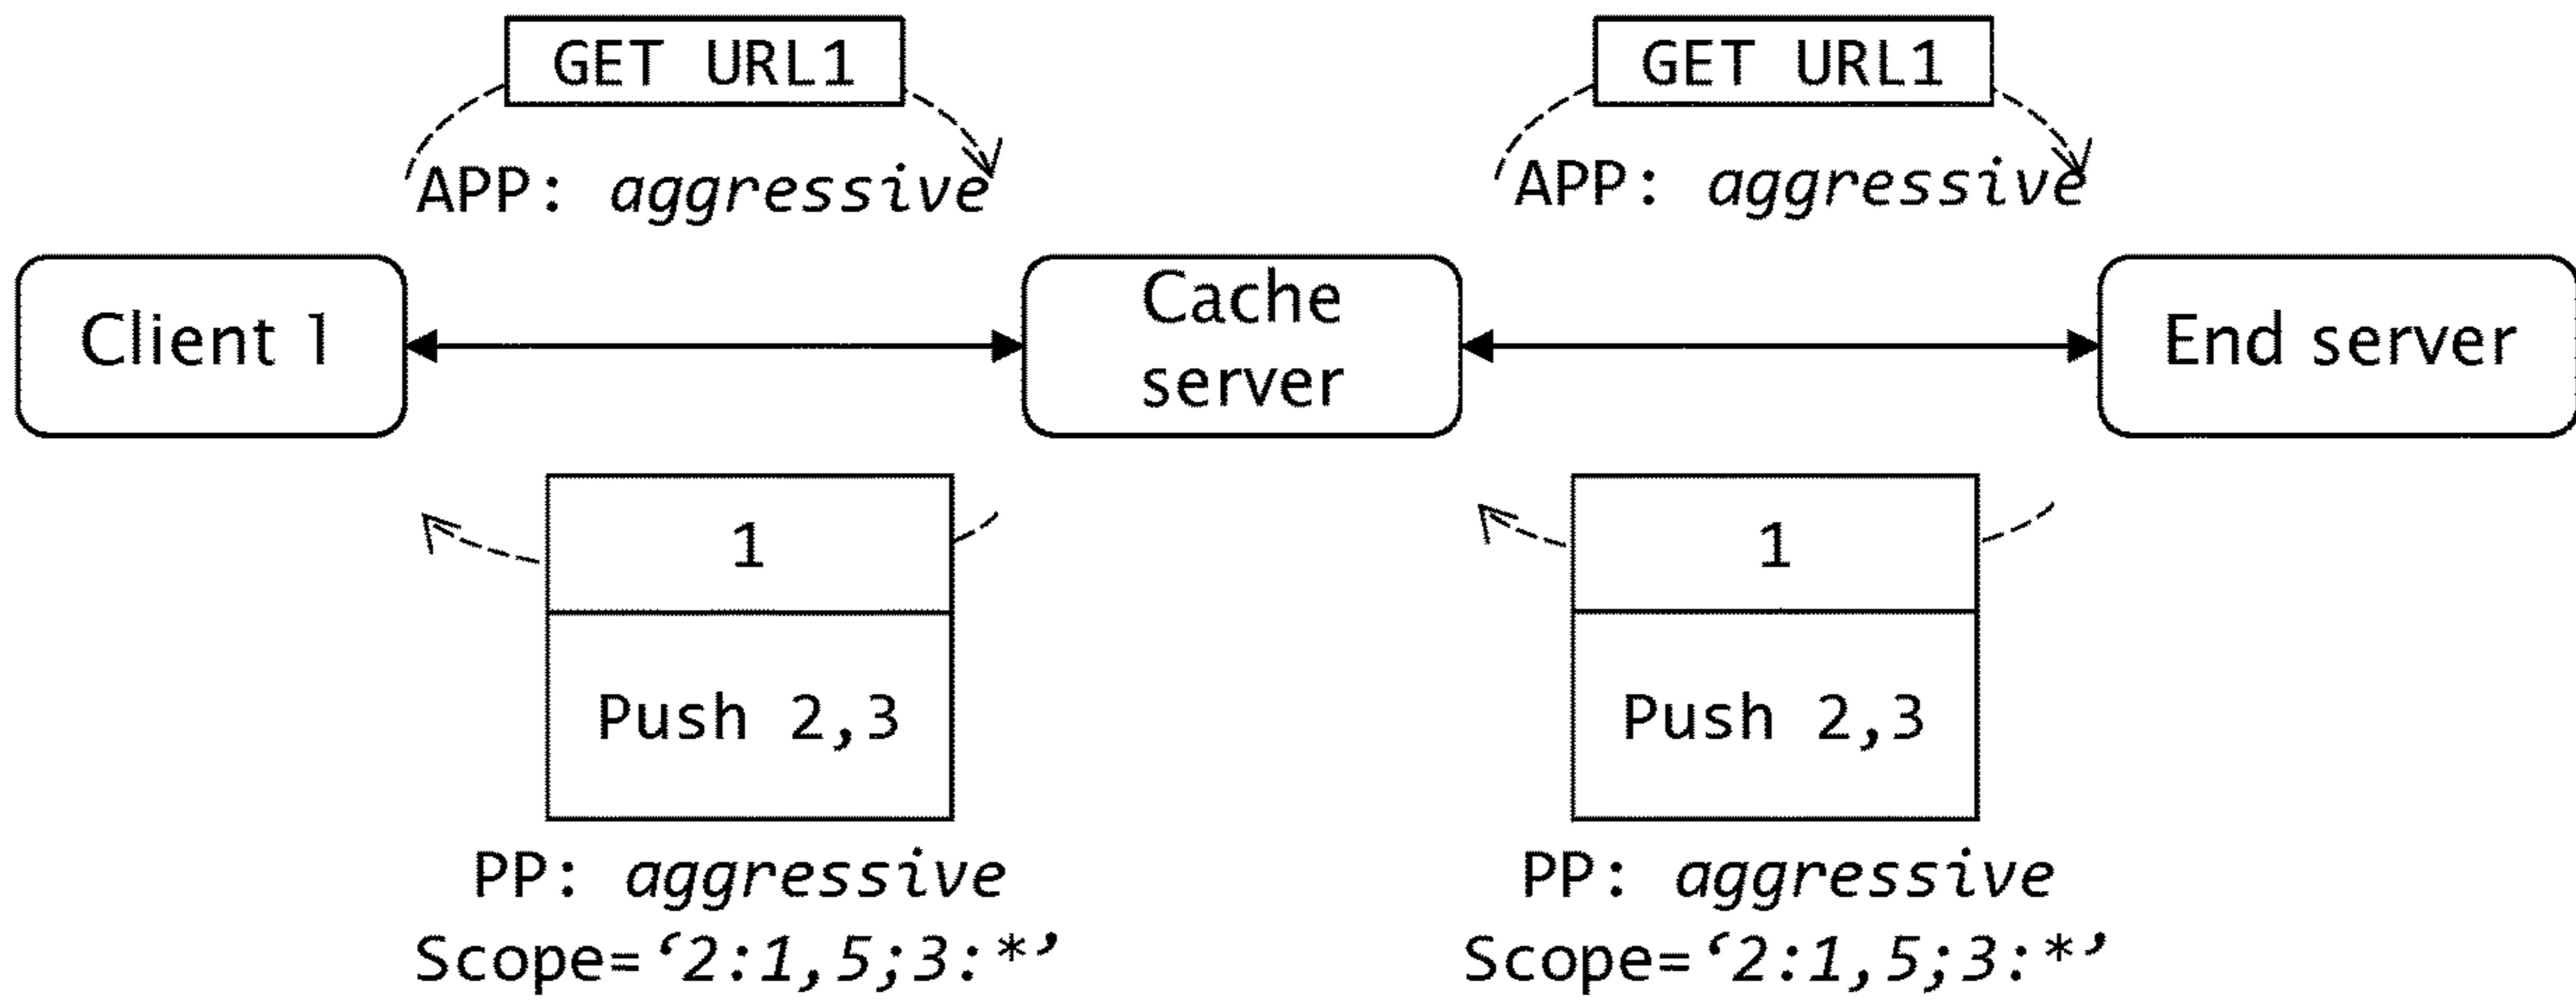 GET URL1
GET URL1
APP: aggressive
APP: aggressive
Client 1
Cache
server
End server
1
1
Push 2,3
Push 2,3
PP: aggressive
PP: aggressive
Scope=‘2:1,5;3:*’
Scope=‘2:1,5;3:*’